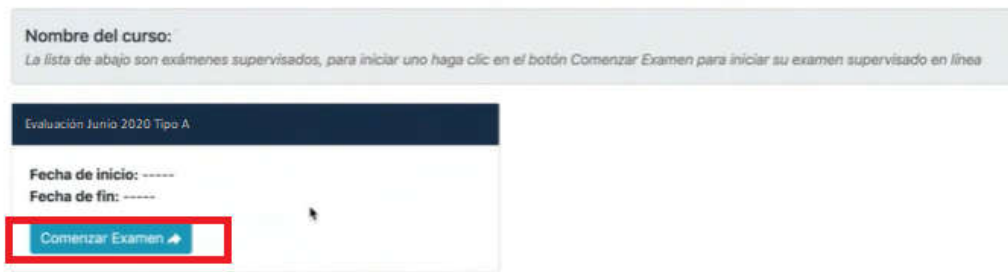 Nombre del curso:
La lista de abajo son exámenes supervisados, para iniciar uno haga clic en el botón Comenzar Examen para iniciar su examen supervisado en línea
Evaluación Junio 2020 Tipo A
Fecha de inicio: -----
Fecha de fin: -----
Comenzar Examen